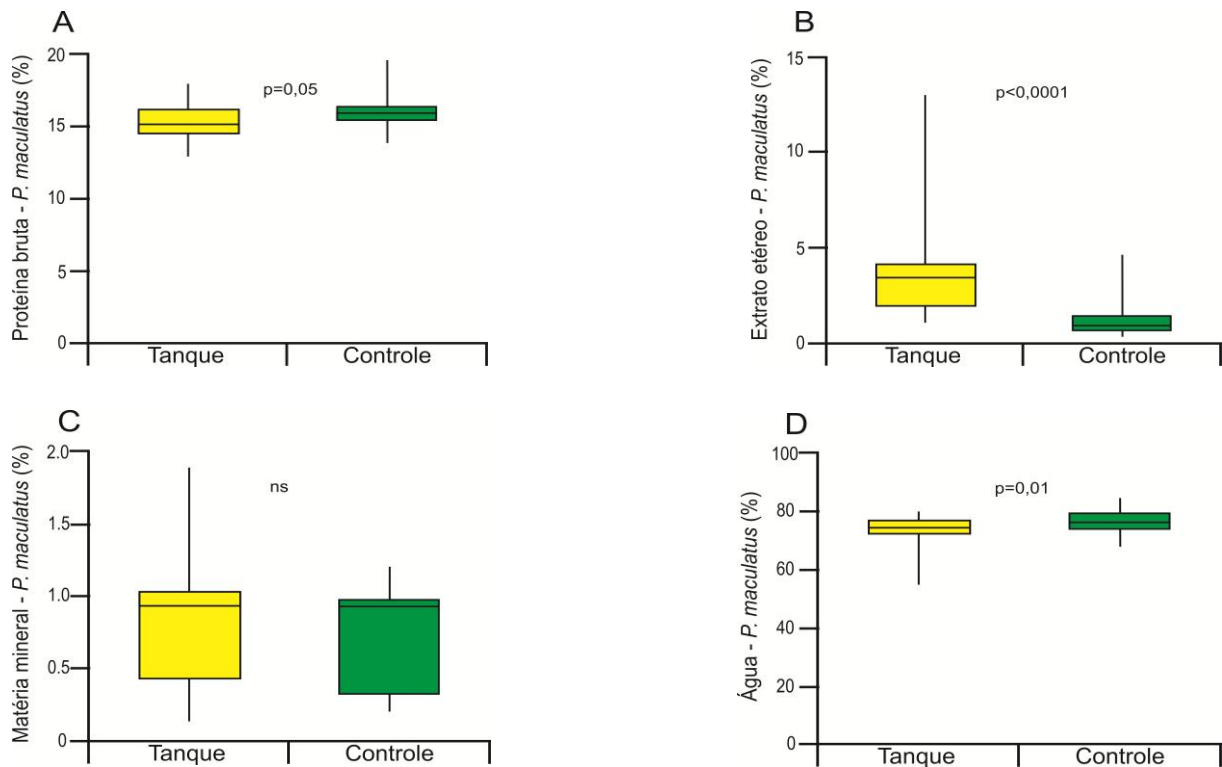 A
Proteína bruta - P. maculatus (%)
20
15
10
5
0
p=0,05
Tanque
Controle
B
Extrato etéreo - P. maculatus (%)
15
10
5
0
p<0,0001
Tanque
Controle
C
Matéria mineral - P. maculatus (%)
2.0
1.5
1.0
0.5
0
ns
Tanque
Controle
D
Água - P. maculatus (%)
100
80
60
40
20
0
p=0,01
Tanque
Controle